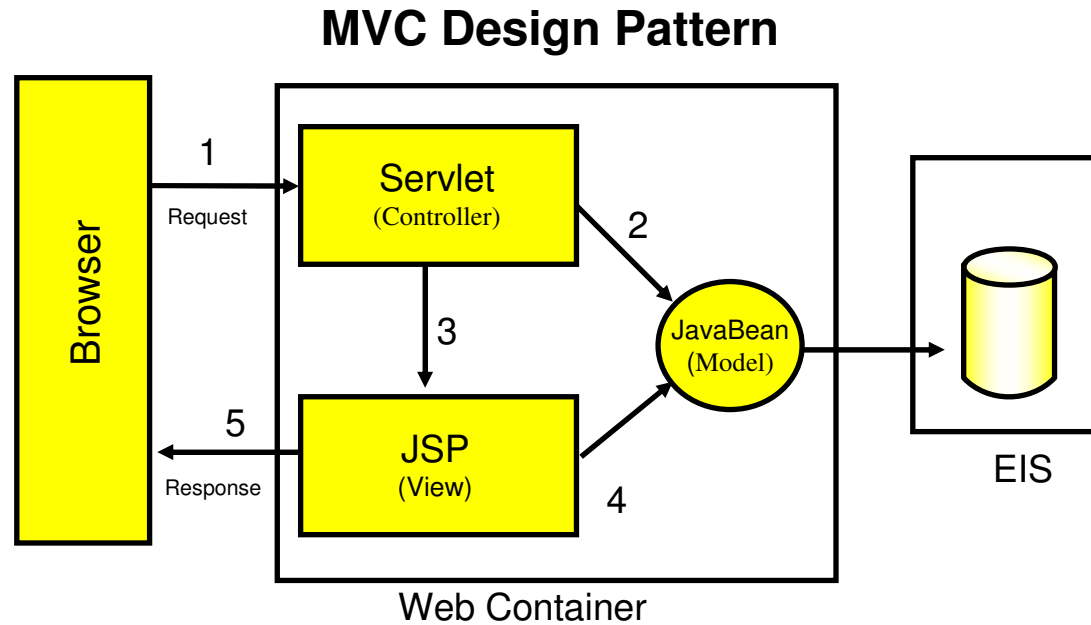 MVC Design Pattern
Browser
1
Request
Servlet
(Controller)
2
3
JavaBean
(Model)
JSP
(View)
4
5
Response
EIS
Web Container